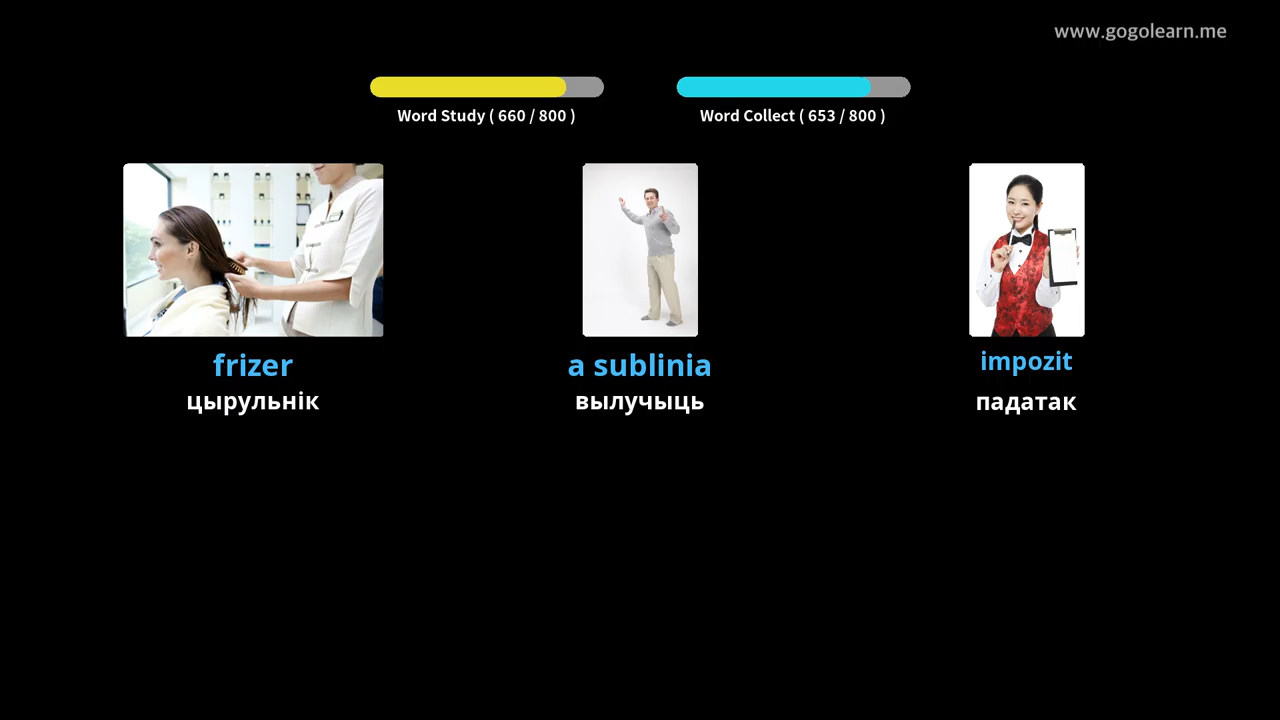 www.gogolearn.me
Word Study ( 660 / 800 )
Word Collect ( 653 / 800 )
frizer
a sublinia
impozit
цырульнік
вылучыць
падатак